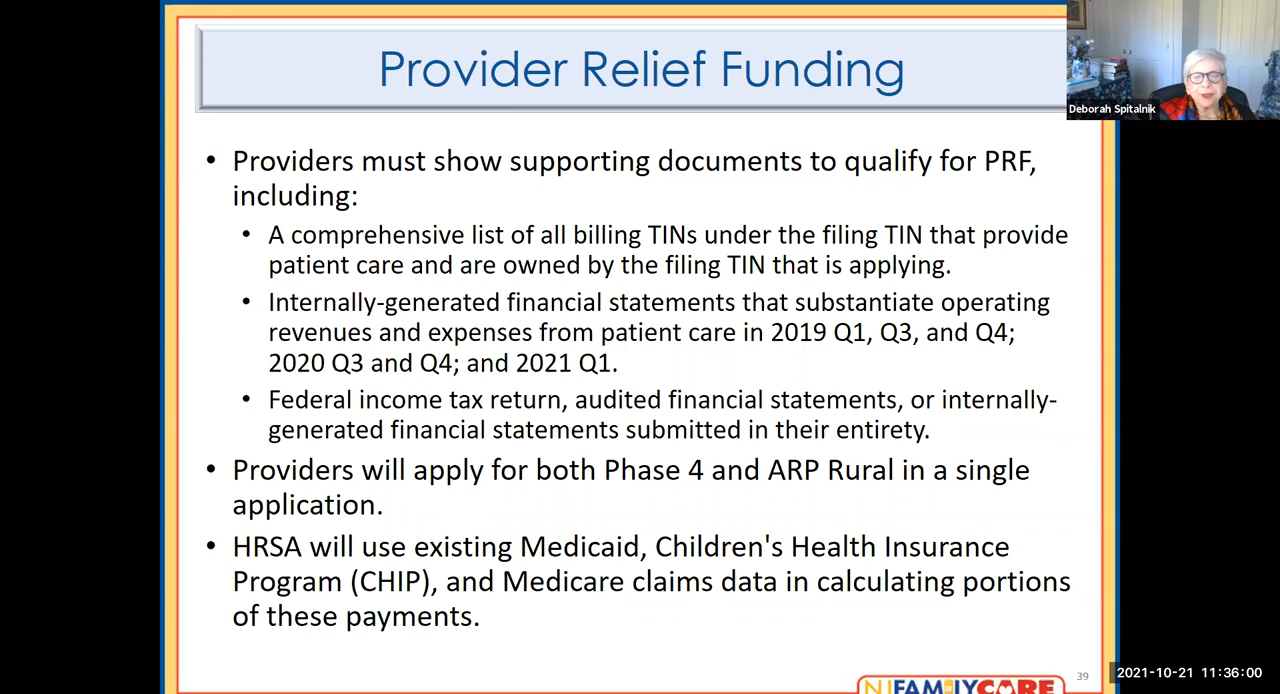 Provider Relief Funding
Deborah Spitalnik
• Providers must show supporting documents to qualify for PRF,
including:
• A comprehensive list of all billing TINs under the filing TIN that provide
patient care and are owned by the filing TIN that is applying.
• Internally-generated financial statements that substantiate operating
revenues and expenses from patient care in 2019 Q1, Q3, and Q4;
2020 Q3 and Q4; and 2021 Q1.
• Federal income tax return, audited financial statements, or internally-
generated financial statements submitted in their entirety.
• Providers will apply for both Phase 4 and ARP Rural in a single
application.
• HRSA will use existing Medicaid, Children's Health Insurance
Program (CHIP), and Medicare claims data in calculating portions
of these payments.
39
2021-10-21 11:36:00
NJFAMILYCARE